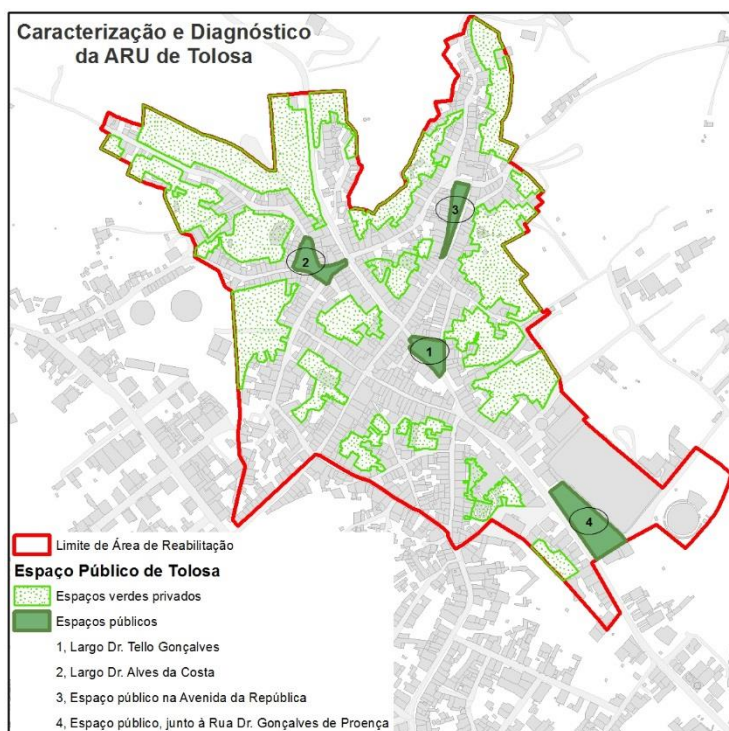 Caracterização e Diagnóstico
da ARU de Tolosa
3
2
1
4
Limite de Área de Reabilitação
Espaço Público de Tolosa
Espaços verdes privados
Espaços públicos
1, Largo Dr. Tello Gonçalves
2, Largo Dr. Alves da Costa
3, Espaço público na Avenida da República
4, Espaço público, junto à Rua Dr. Gonçalves de Proença